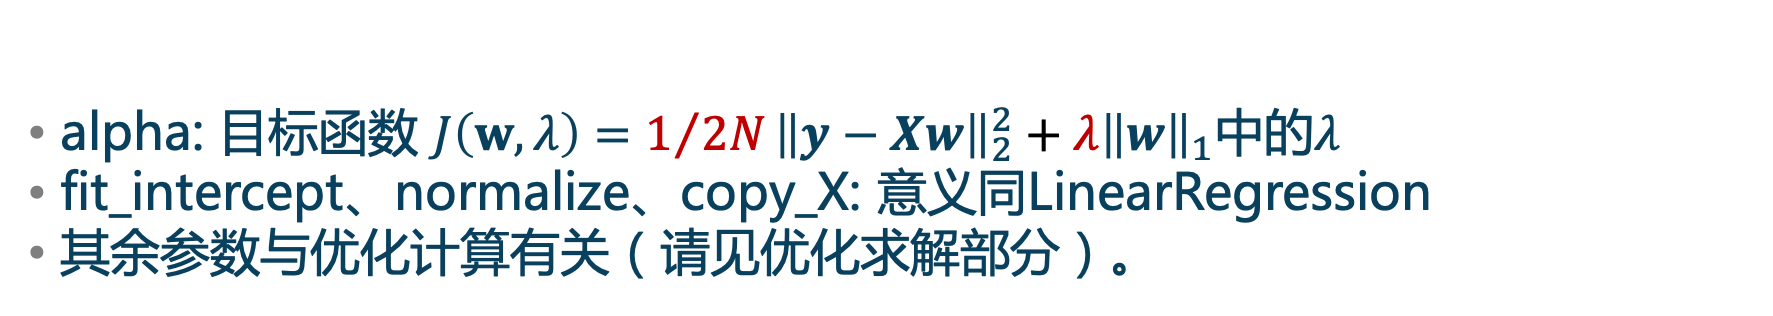 • alpha: 目标函数 J(w, λ) = 1/2N ‖y − Xw‖₂² + λ‖w‖₁中的λ
• fit_intercept、normalize、copy_X: 意义同LinearRegression
• 其余参数与优化计算有关（请见优化求解部分）。